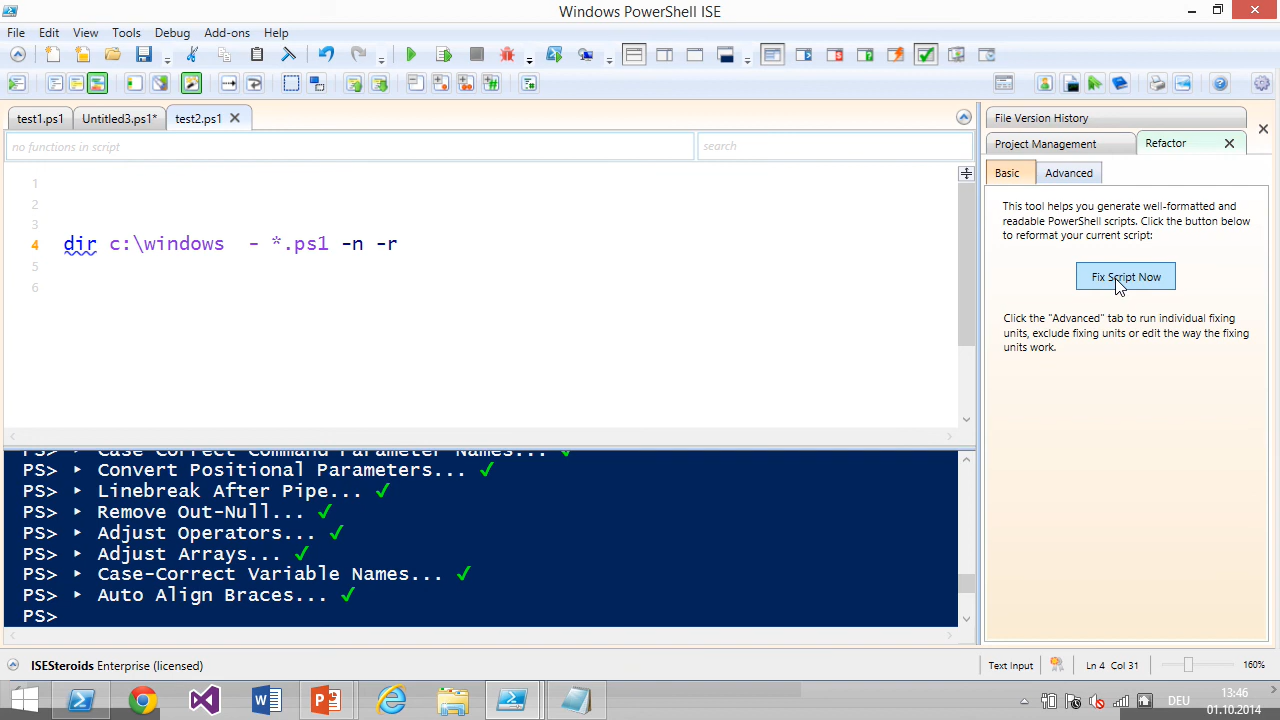 Windows PowerShell ISE
File Edit View Tools Debug Add-ons Help
test1.ps1 Untitled3.ps1* test2.ps1
no functions in script
search
1
2
3
4 dir c:\windows - *.ps1 -n -r
5
6
File Version History
Project Management Refactor
Basic Advanced
This tool helps you generate well-formatted and
readable PowerShell scripts. Click the button below
to reformat your current script:
Fix Script Now
Click the "Advanced" tab to run individual fixing
units, exclude fixing units or edit the way the fixing
units work.
PS> ▸ Case Correct Command Parameter Names... ✓
PS> ▸ Convert Positional Parameters... ✓
PS> ▸ Linebreak After Pipe... ✓
PS> ▸ Remove Out-Null... ✓
PS> ▸ Adjust Operators... ✓
PS> ▸ Adjust Arrays... ✓
PS> ▸ Case-Correct Variable Names... ✓
PS> ▸ Auto Align Braces... ✓
PS>
ISESteroids Enterprise (licensed)
Text Input Ln 4 Col 31 160%
DEU
13:46
01.10.2014